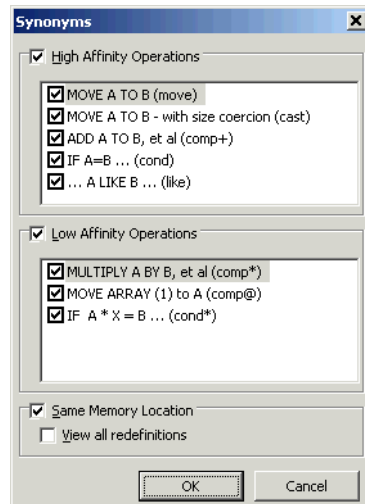 Synonyms
High Affinity Operations
MOVE A TO B (move)
MOVE A TO B - with size coercion (cast)
ADD A TO B, et al (comp+)
IF A=B ... (cond)
... A LIKE B ... (like)
Low Affinity Operations
MULTIPLY A BY B, et al (comp*)
MOVE ARRAY (1) to A (comp@)
IF A * X = B ... (cond*)
Same Memory Location
View all redefinitions
OK Cancel